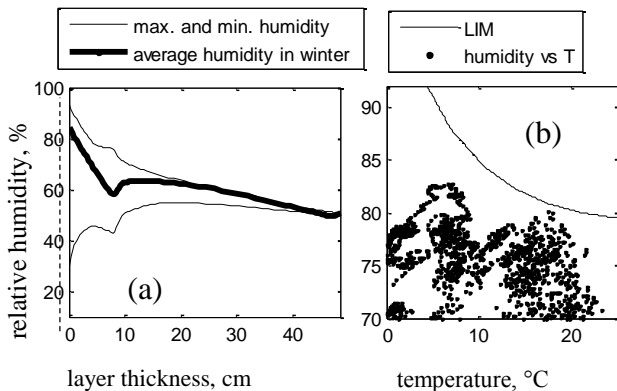 max. and min. humidity
average humidity in winter
LIM
humidity vs T
relative humidity, %
100
80
60
40
20
0
10
20
30
40
(a)
layer thickness, cm
90
85
80
75
70
0
10
20
(b)
temperature, °C